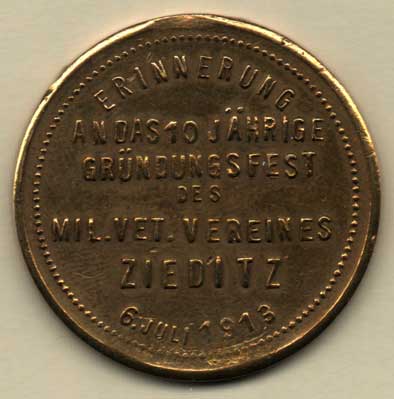 ERINNERUNG
AN DAS 10 JÄHRIGE
GRÜNDUNGSFEST
DES
MIL. VET. VEREINES
ZIEDITZ
6. JULI 1913